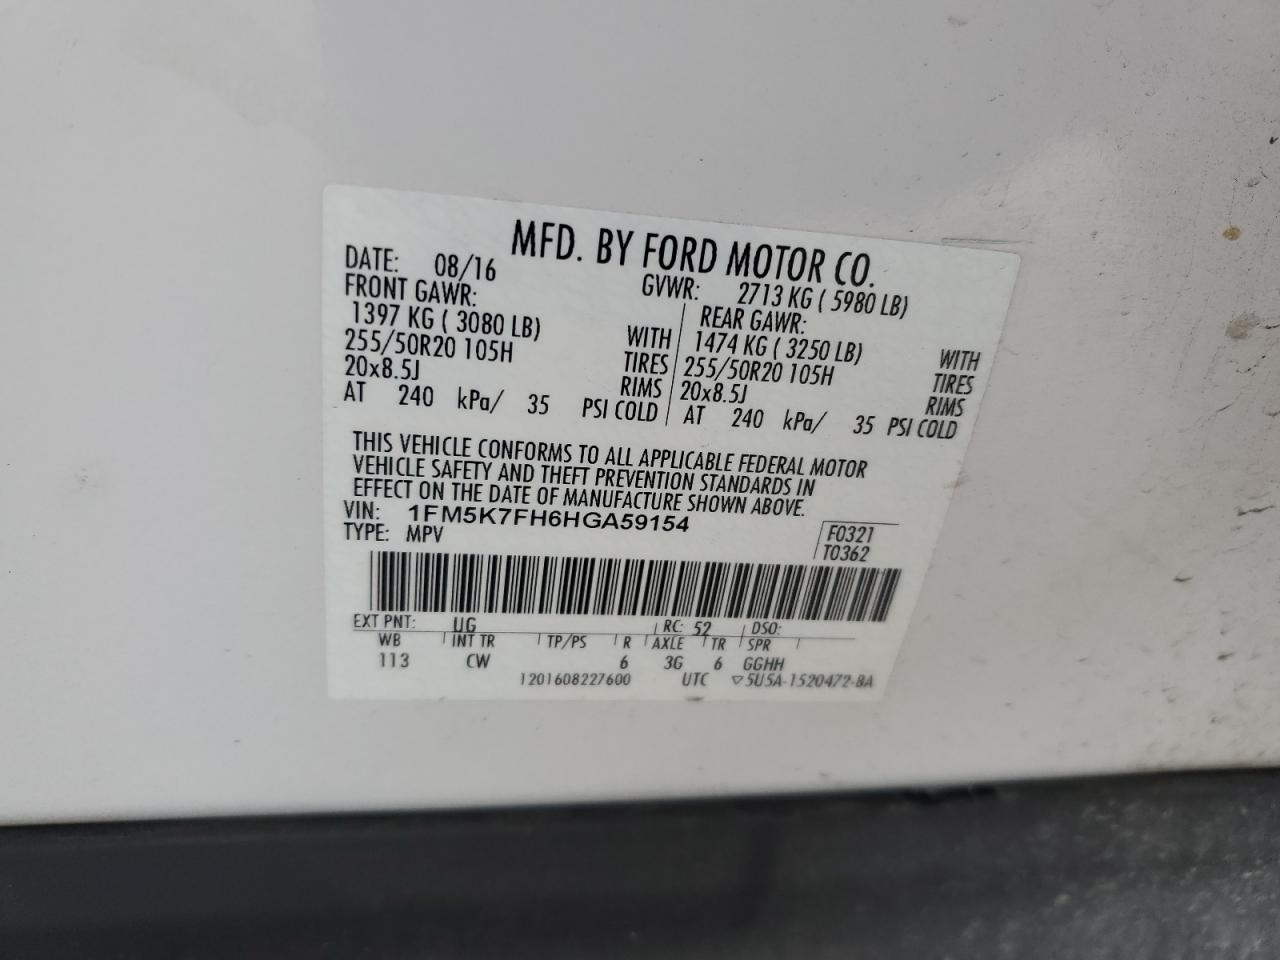 MFD. BY FORD MOTOR CO.
DATE: 08/16 GVWR: 2713 KG ( 5980 LB)
FRONT GAWR: REAR GAWR:
1397 KG ( 3080 LB) WITH 1474 KG ( 3250 LB) WITH
255/50R20 105H TIRES 255/50R20 105H TIRES
20x8.5J RIMS 20x8.5J RIMS
AT 240 kPa/ 35 PSI COLD AT 240 kPa/ 35 PSI COLD
THIS VEHICLE CONFORMS TO ALL APPLICABLE FEDERAL MOTOR
VEHICLE SAFETY AND THEFT PREVENTION STANDARDS IN
EFFECT ON THE DATE OF MANUFACTURE SHOWN ABOVE.
VIN: 1FM5K7FH6HGA59154
TYPE: MPV
F0321
T0362
EXT PNT: UG RC: 52 DSO:
WB INT TR TP/PS R AXLE TR SPR
113 CW 6 3G 6 GGHH
1201608227600 UTC ▽5U5A-1520472-BA